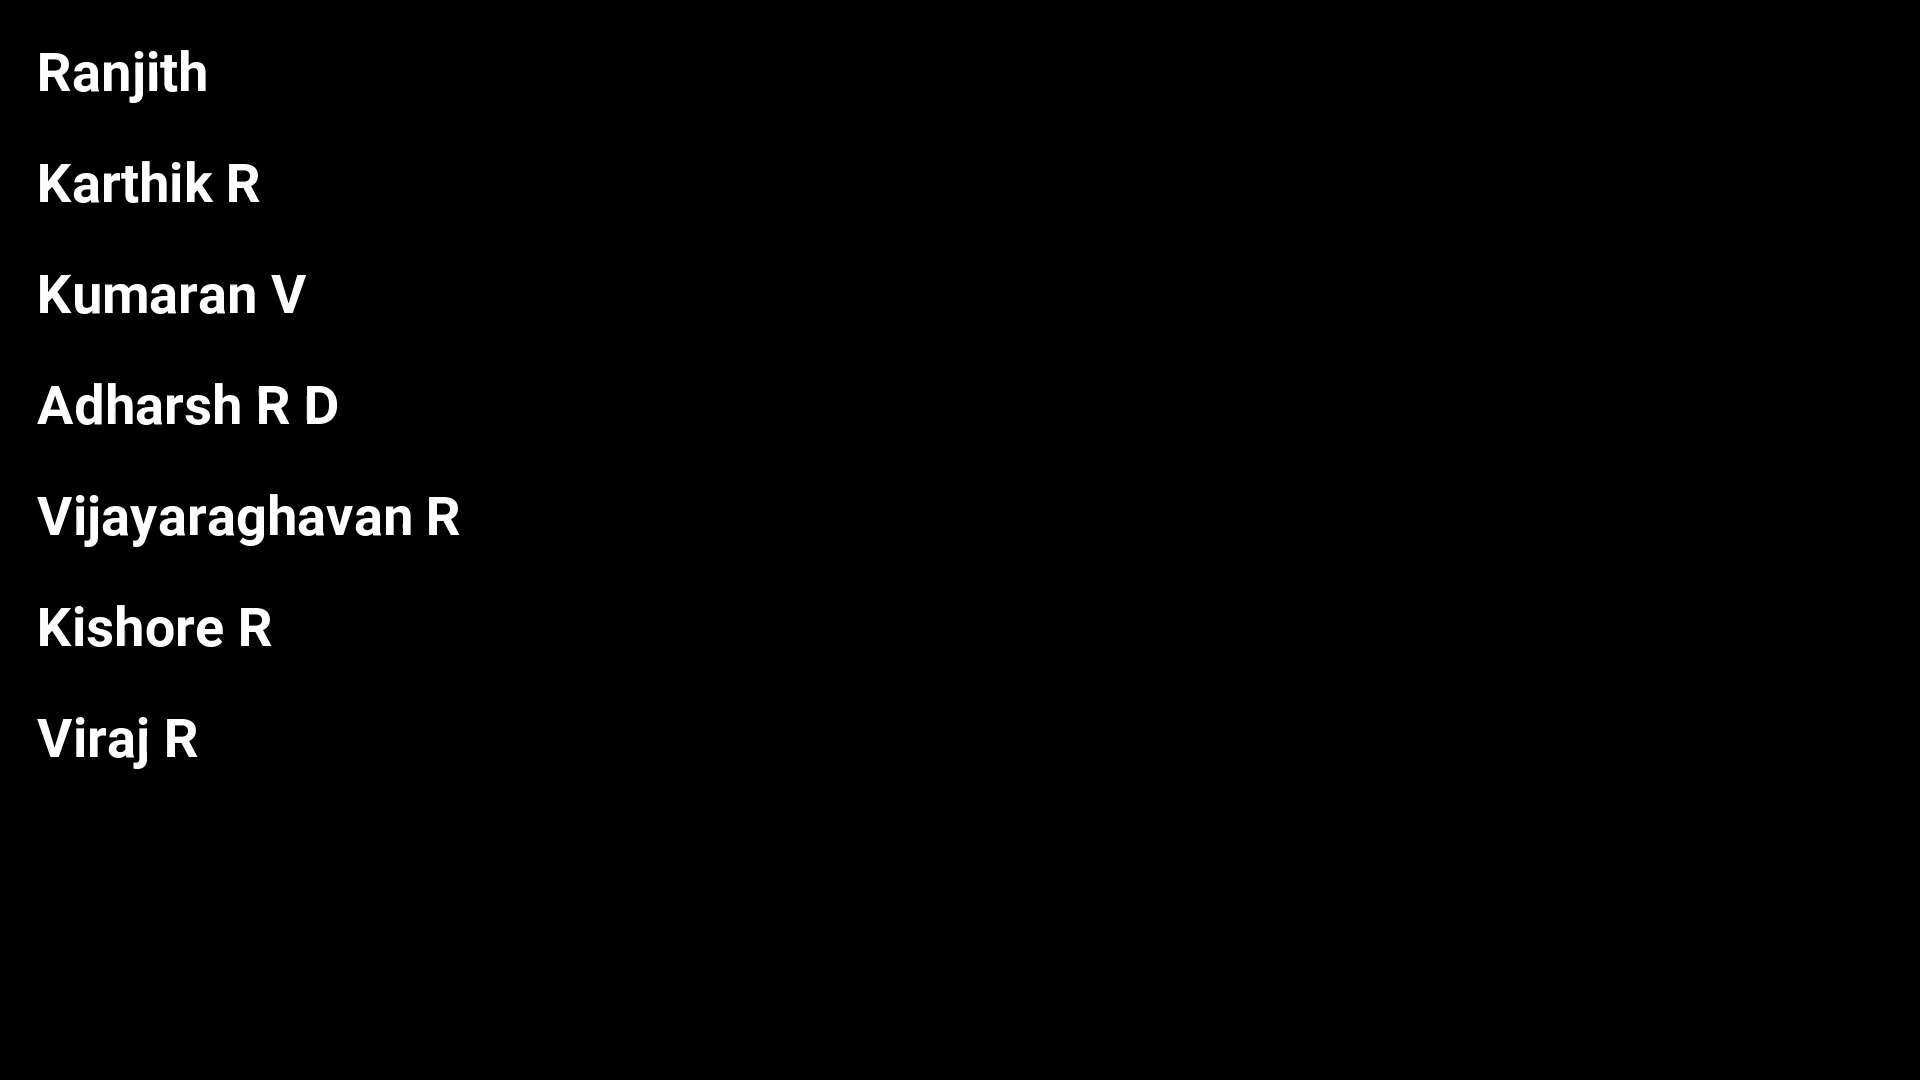 Ranjith
Karthik R
Kumaran V
Adharsh R D
Vijayaraghavan R
Kishore R
Viraj R